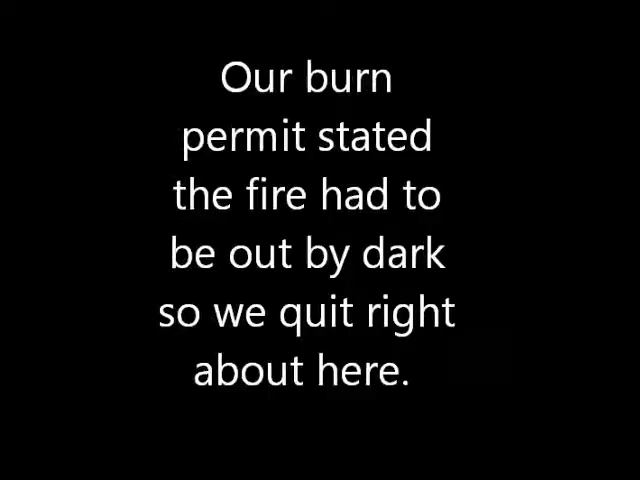 Our burn
permit stated
the fire had to
be out by dark
so we quit right
about here.